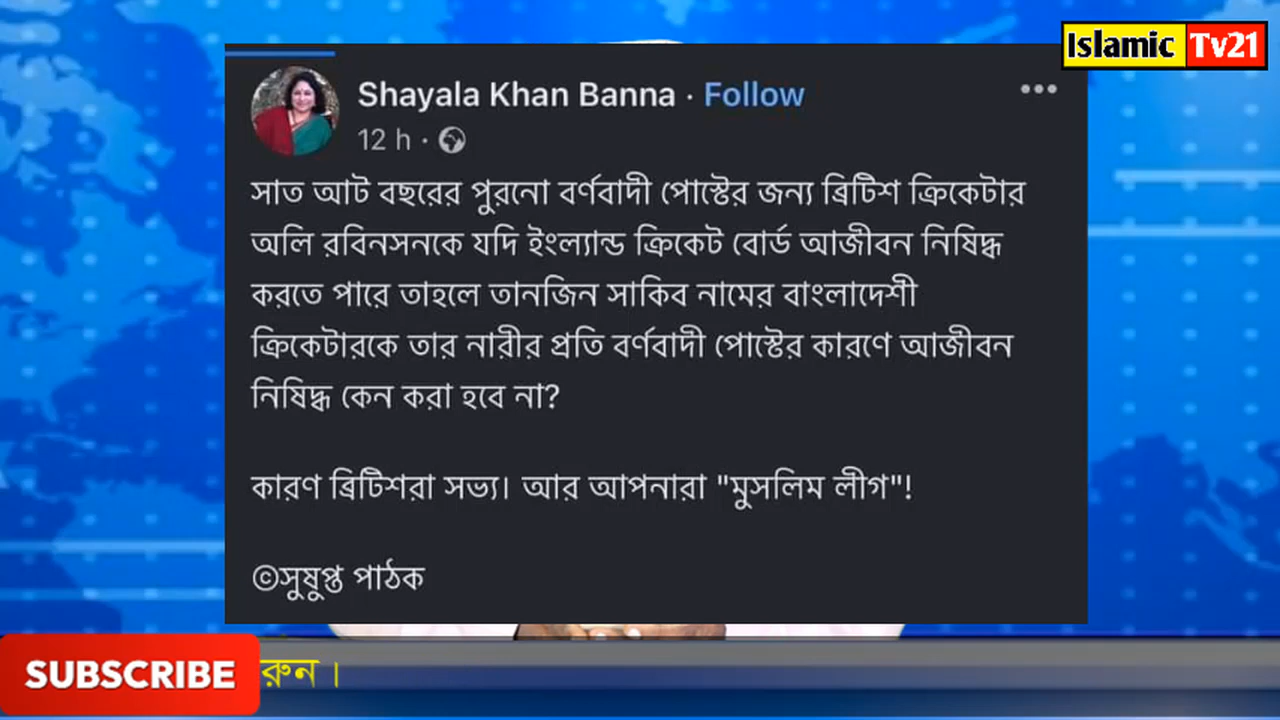 Islamic Tv21
Shayala Khan Banna · Follow
12 h ·
সাত আট বছরের পুরনো বর্ণবাদী পোস্টের জন্য ব্রিটিশ ক্রিকেটার
অলি রবিনসনকে যদি ইংল্যান্ড ক্রিকেট বোর্ড আজীবন নিষিদ্ধ
করতে পারে তাহলে তানজিন সাকিব নামের বাংলাদেশী
ক্রিকেটারকে তার নারীর প্রতি বর্ণবাদী পোস্টের কারণে আজীবন
নিষিদ্ধ কেন করা হবে না?
কারণ ব্রিটিশরা সভ্য। আর আপনারা "মুসলিম লীগ"!
©সুষুপ্ত পাঠক
SUBSCRIBE
রুন ।